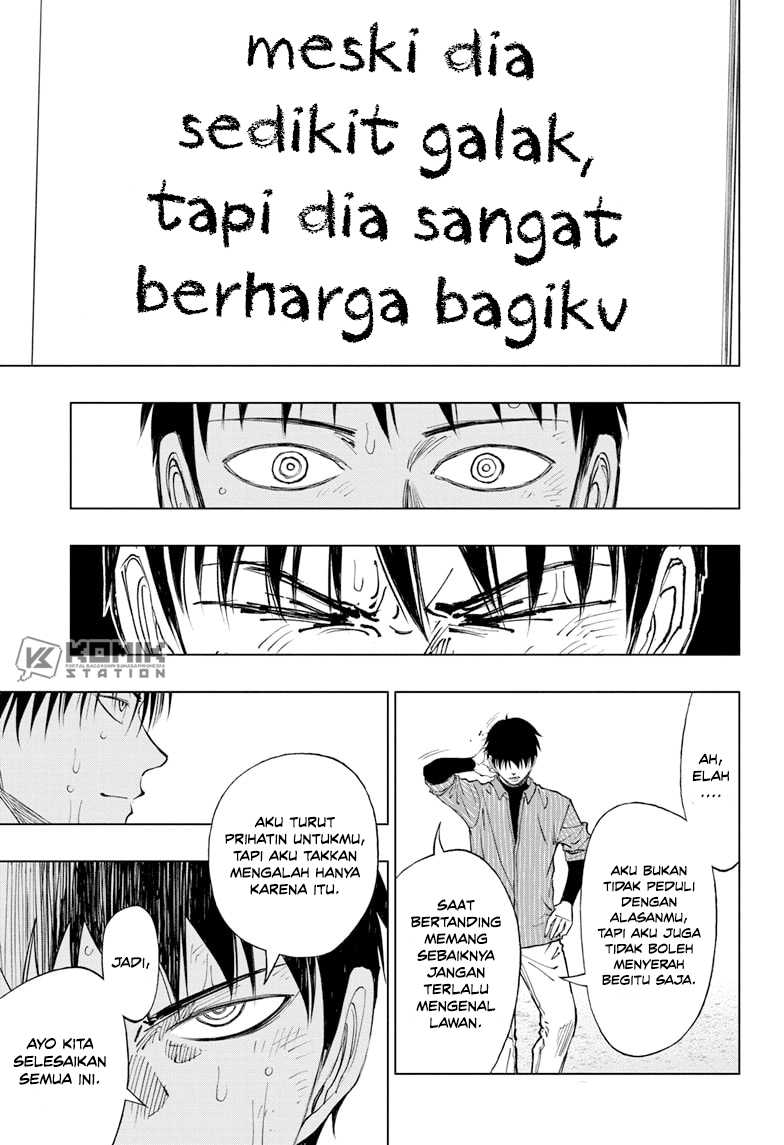 meski dia
sedikit galak,
tapi dia sangat
berharga bagiku
KOMIK
STATION
AH,
ELAH
....
AKU BUKAN
TIDAK PEDULI
DENGAN
ALASANMU,
TAPI AKU JUGA
TIDAK BOLEH
MENYERAH
BEGITU SAJA.
SAAT
BERTANDING
MEMANG
SEBAIKNYA
JANGAN
TERLALU
MENGENAL
LAWAN.
AKU TURUT
PRIHATIN UNTUKMU,
TAPI AKU TAKKAN
MENGALAH HANYA
KARENA ITU.
JADI,
AYO KITA
SELESAIKAN
SEMUA INI.